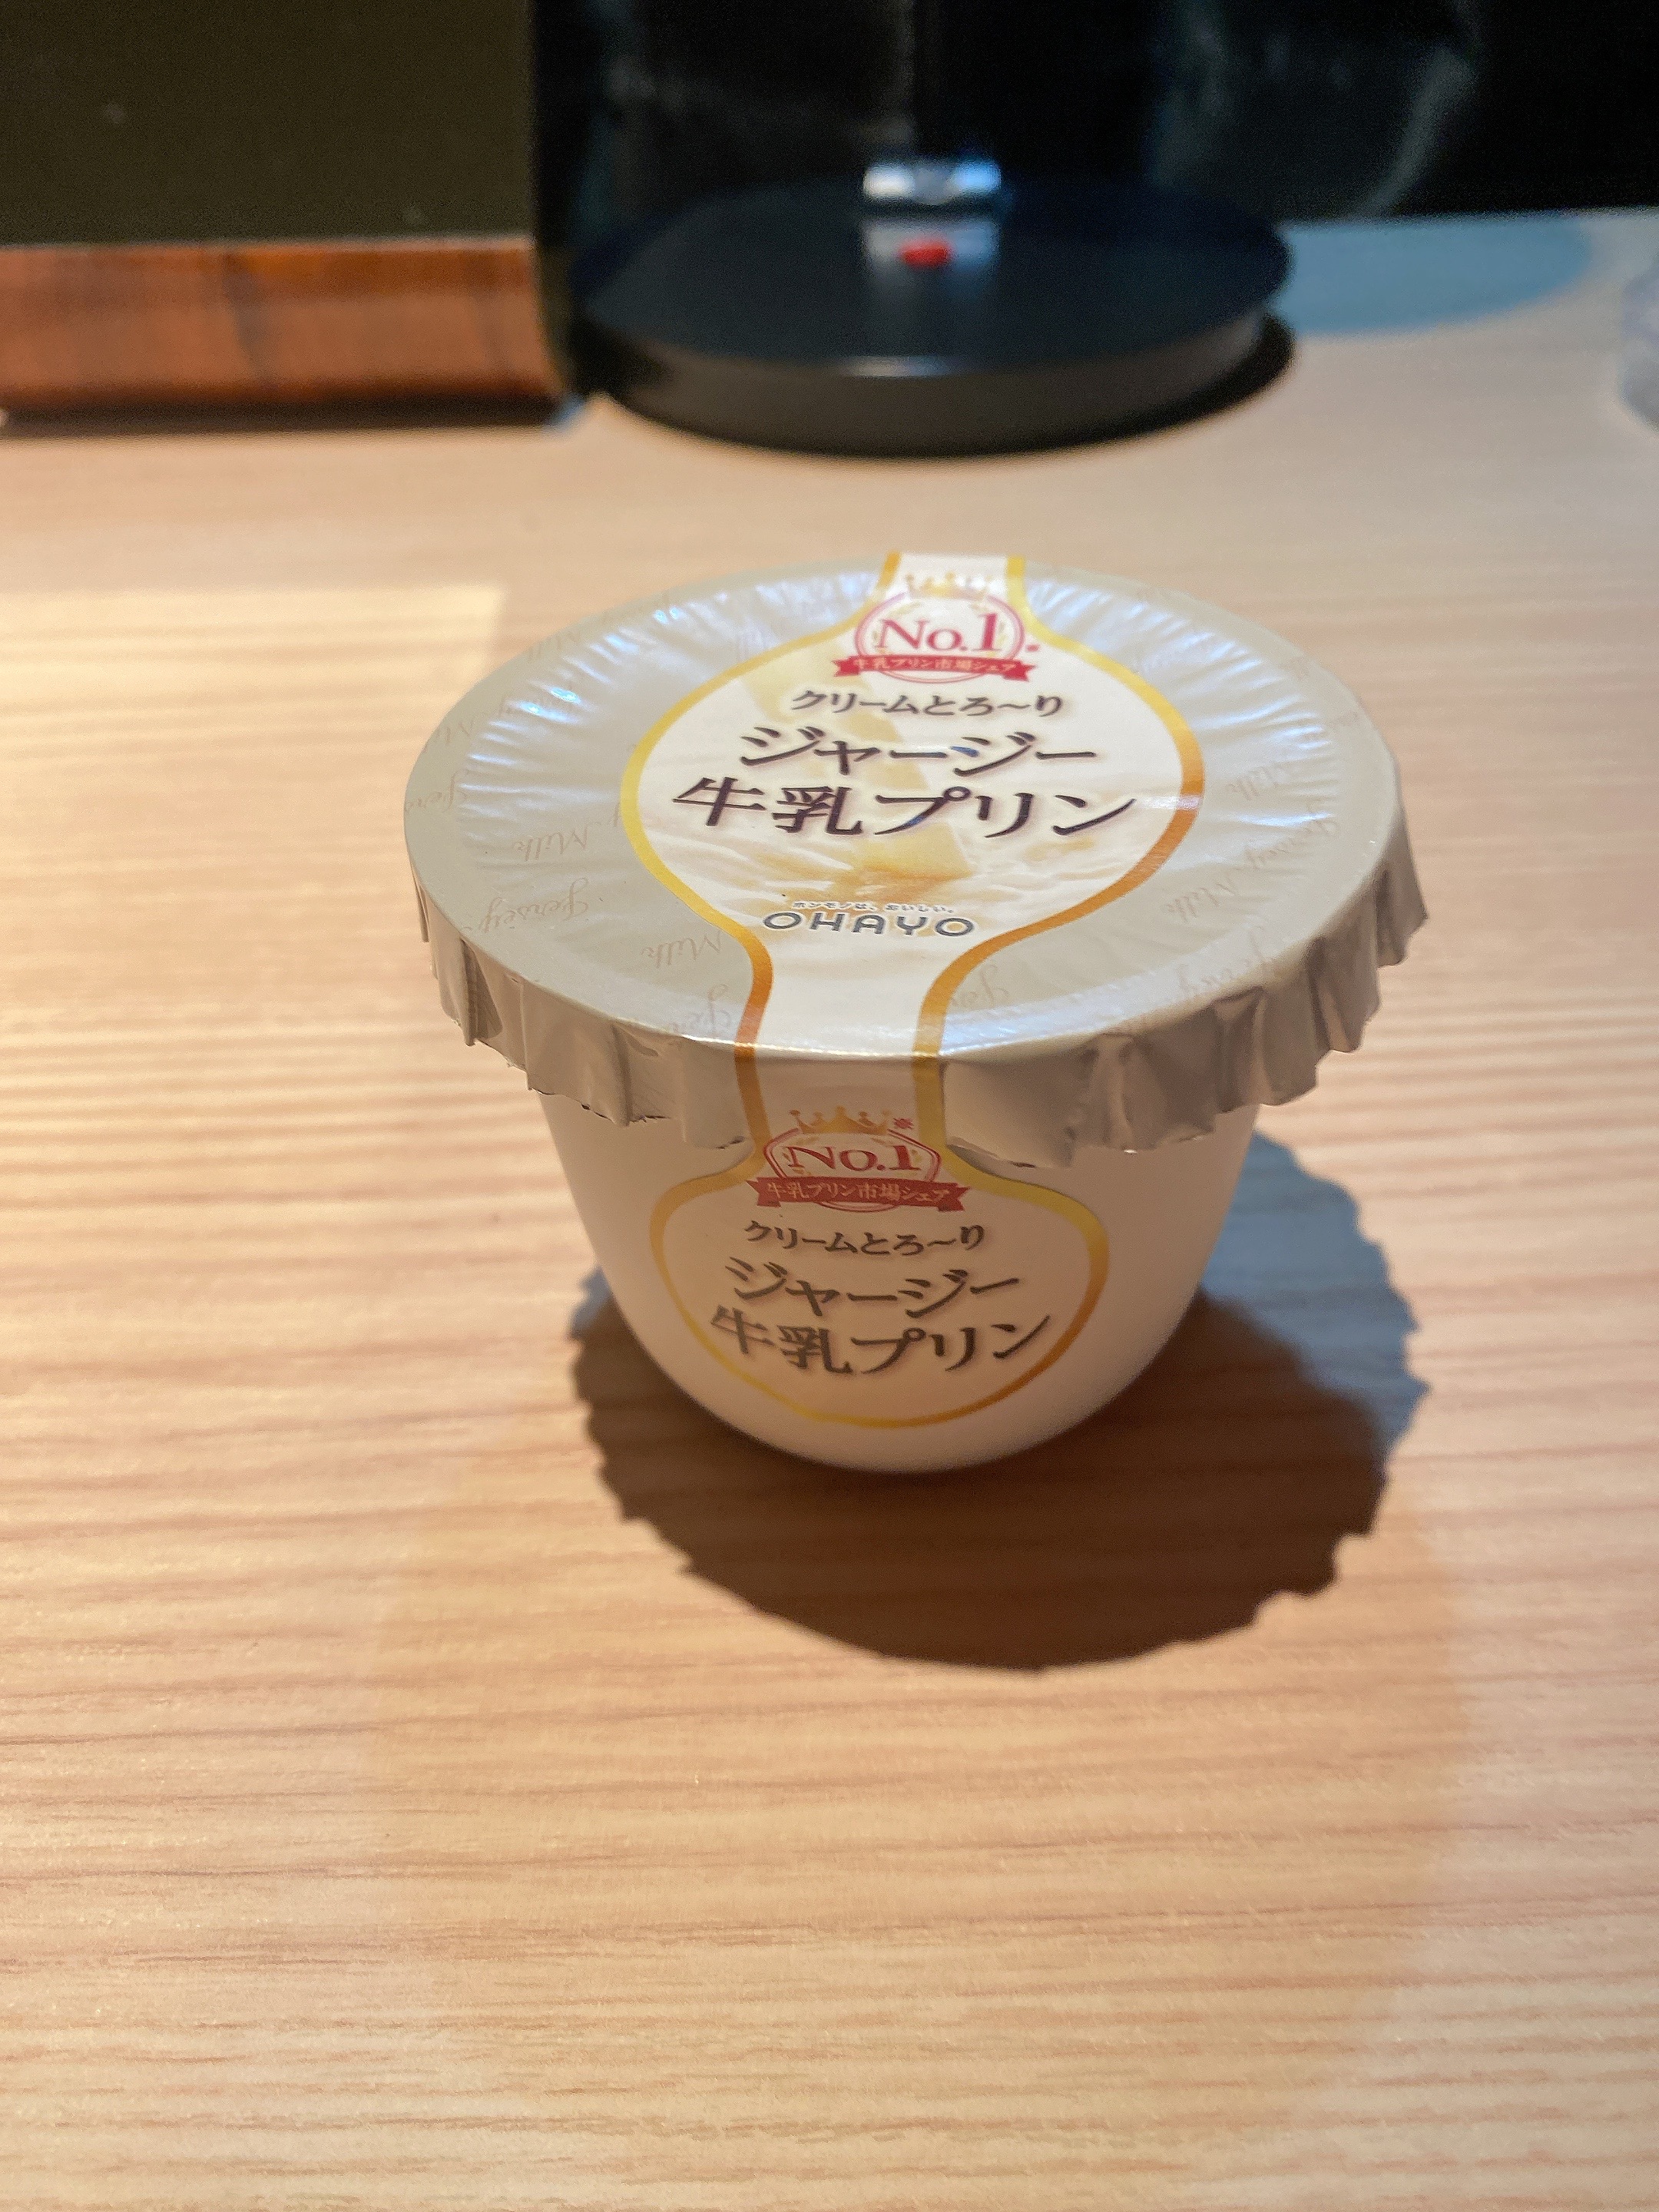 No.1
牛乳プリン市場シェア
クリームとろ〜り
ジャージー
牛乳プリン
ホンモノは、おいしい。
OHAYO
Jersey Milk
※
No.1
牛乳プリン市場シェア
クリームとろ〜り
ジャージー
牛乳プリン